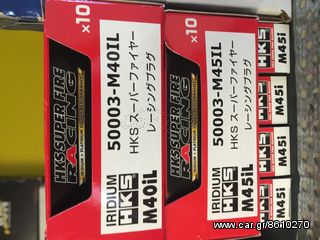 ×10
HKS SUPER FIRE
RACING
IRIDIUM
HKS
M40iL
50003-M40IL
HKS スーパーファイヤー
レーシングプラグ
×10
HKS SUPER FIRE
RACING
IRIDIUM
HKS
M45iL
50003-M45IL
HKS スーパーファイヤー
レーシングプラグ
HKS
M45i
HKS
M45i
HKS
M45i
HKS
M45i
www.car.gr/8610270